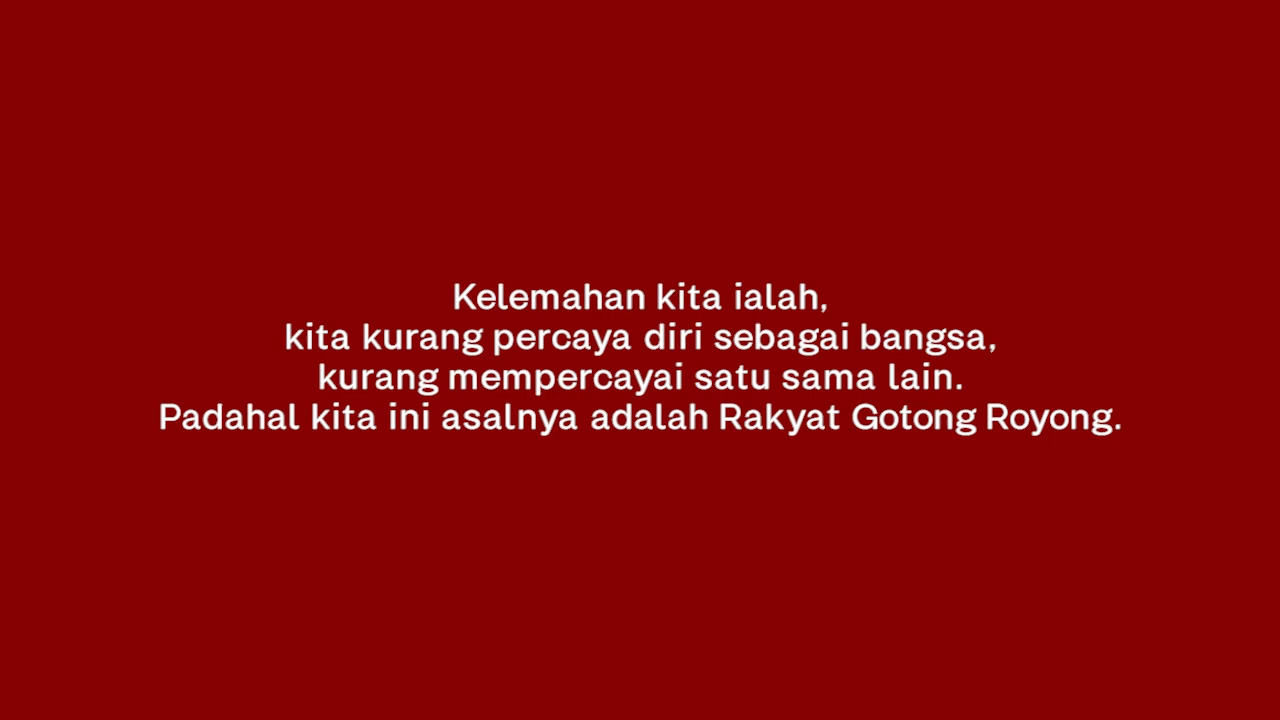 Kelemahan kita ialah,
kita kurang percaya diri sebagai bangsa,
kurang mempercayai satu sama lain.
Padahal kita ini asalnya adalah Rakyat Gotong Royong.